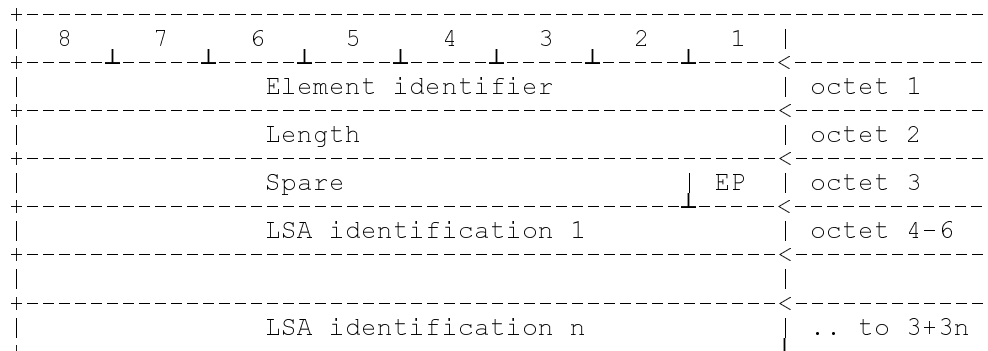 8 7 6 5 4 3 2 1
Element identifier octet 1
Length octet 2
Spare EP octet 3
LSA identification 1 octet 4-6
LSA identification n .. to 3+3n